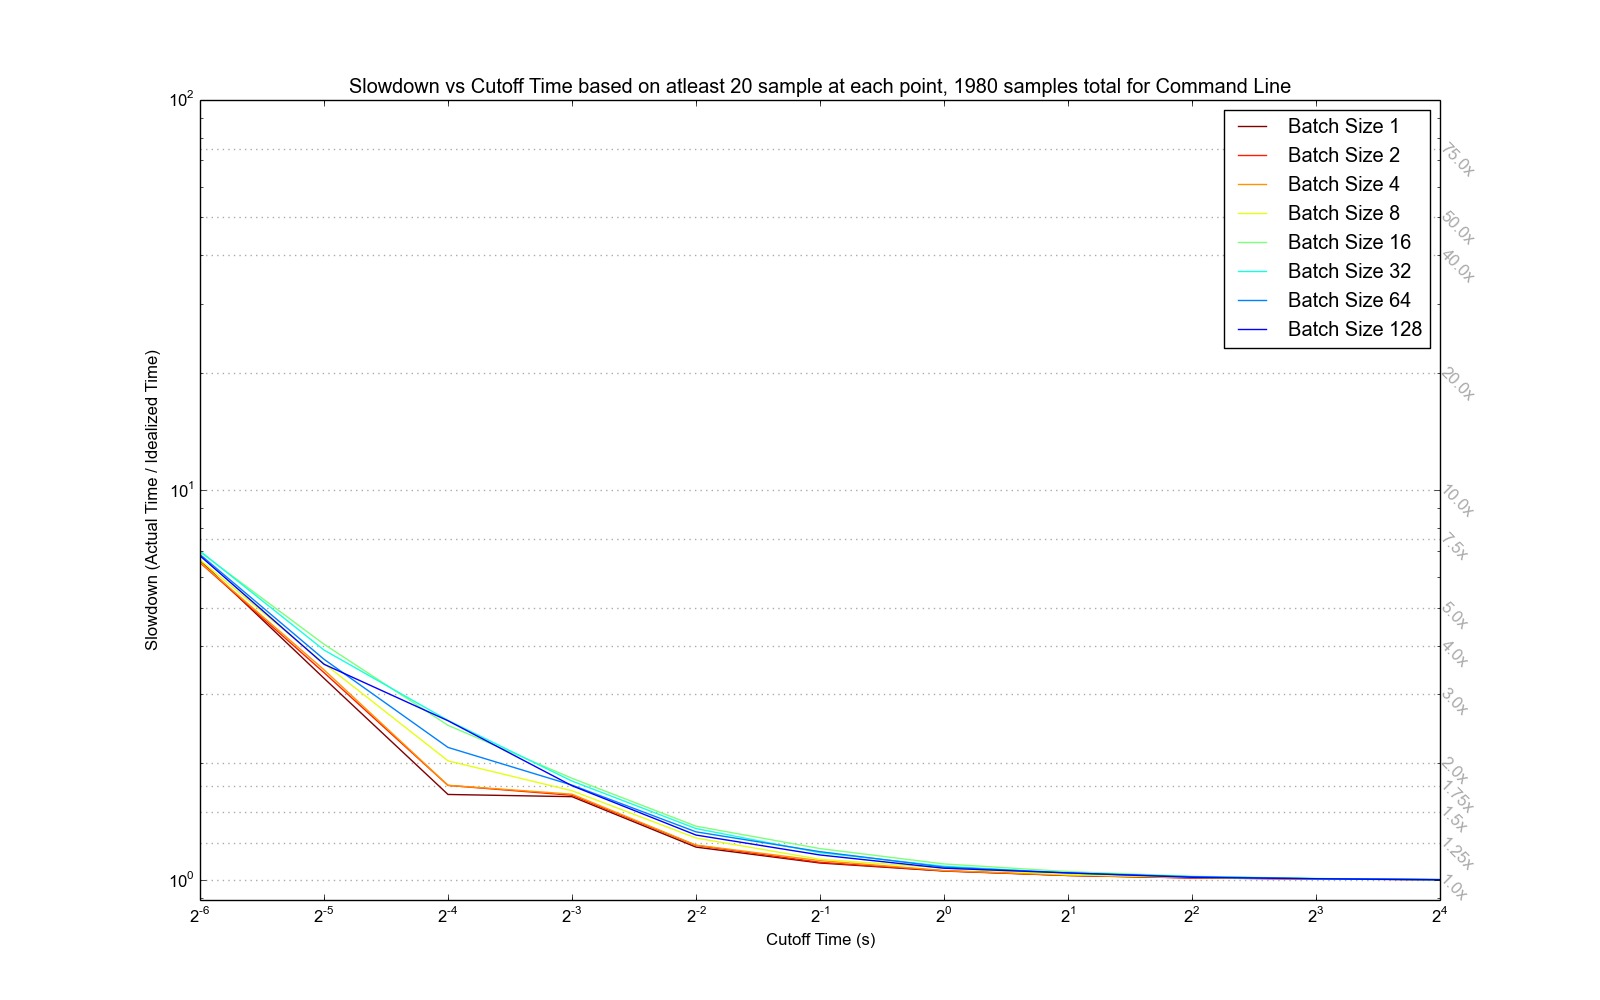 Slowdown vs Cutoff Time based on atleast 20 sample at each point, 1980 samples total for Command Line
10²
10¹
10⁰
Slowdown (Actual Time / Idealized Time)
Batch Size 1
Batch Size 2
Batch Size 4
Batch Size 8
Batch Size 16
Batch Size 32
Batch Size 64
Batch Size 128
75.0x
50.0x
40.0x
20.0x
10.0x
7.5x
5.0x
4.0x
3.0x
2.0x
1.75x
1.5x
1.25x
1.0x
2⁻⁶ 2⁻⁵ 2⁻⁴ 2⁻³ 2⁻² 2⁻¹ 2⁰ 2¹ 2² 2³ 2⁴
Cutoff Time (s)